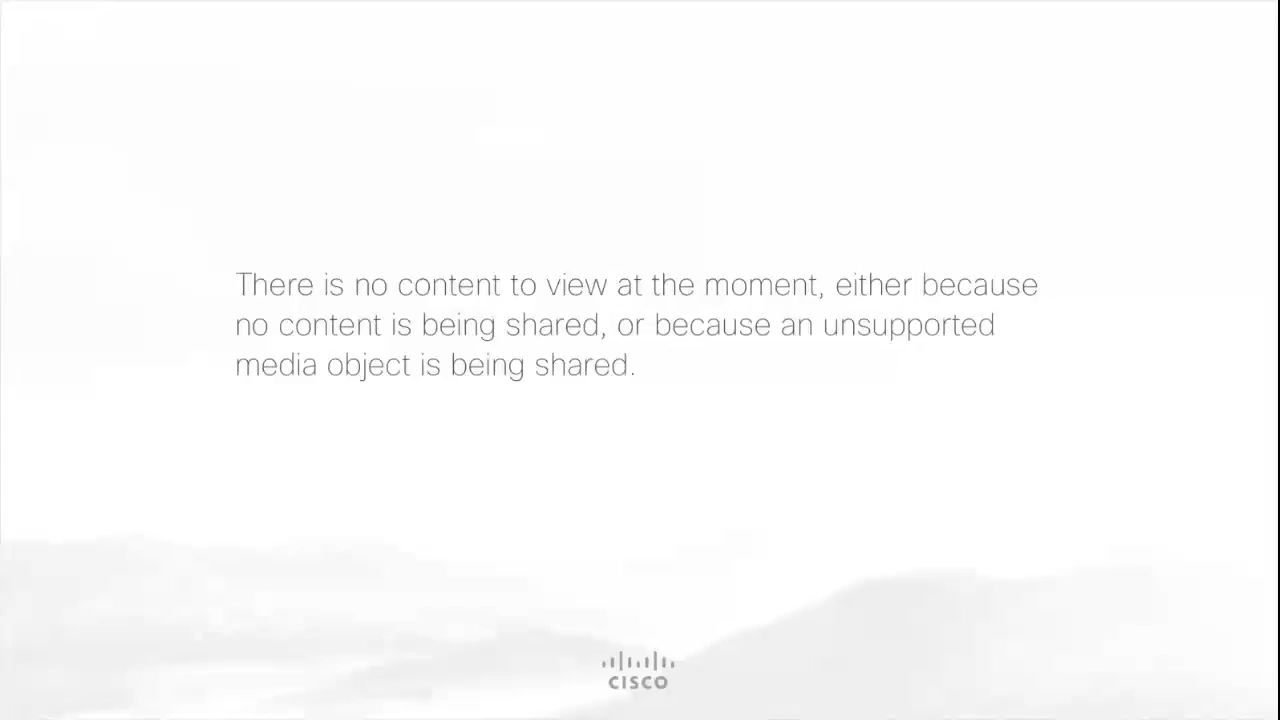 There is no content to view at the moment, either because
no content is being shared, or because an unsupported
media object is being shared.
CISCO